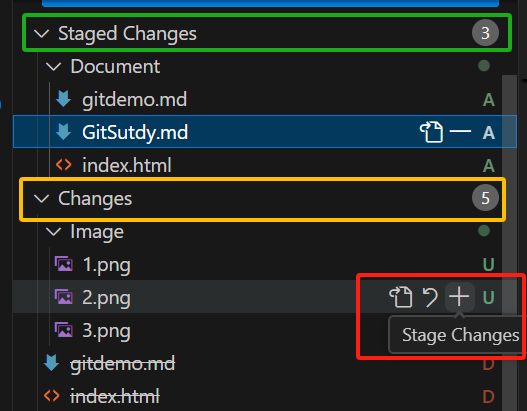 Staged Changes 3
Document
gitdemo.md A
GitSutdy.md A
index.html A
Changes 5
Image
1.png U
2.png U
3.png
Stage Changes
gitdemo.md D
index.html D